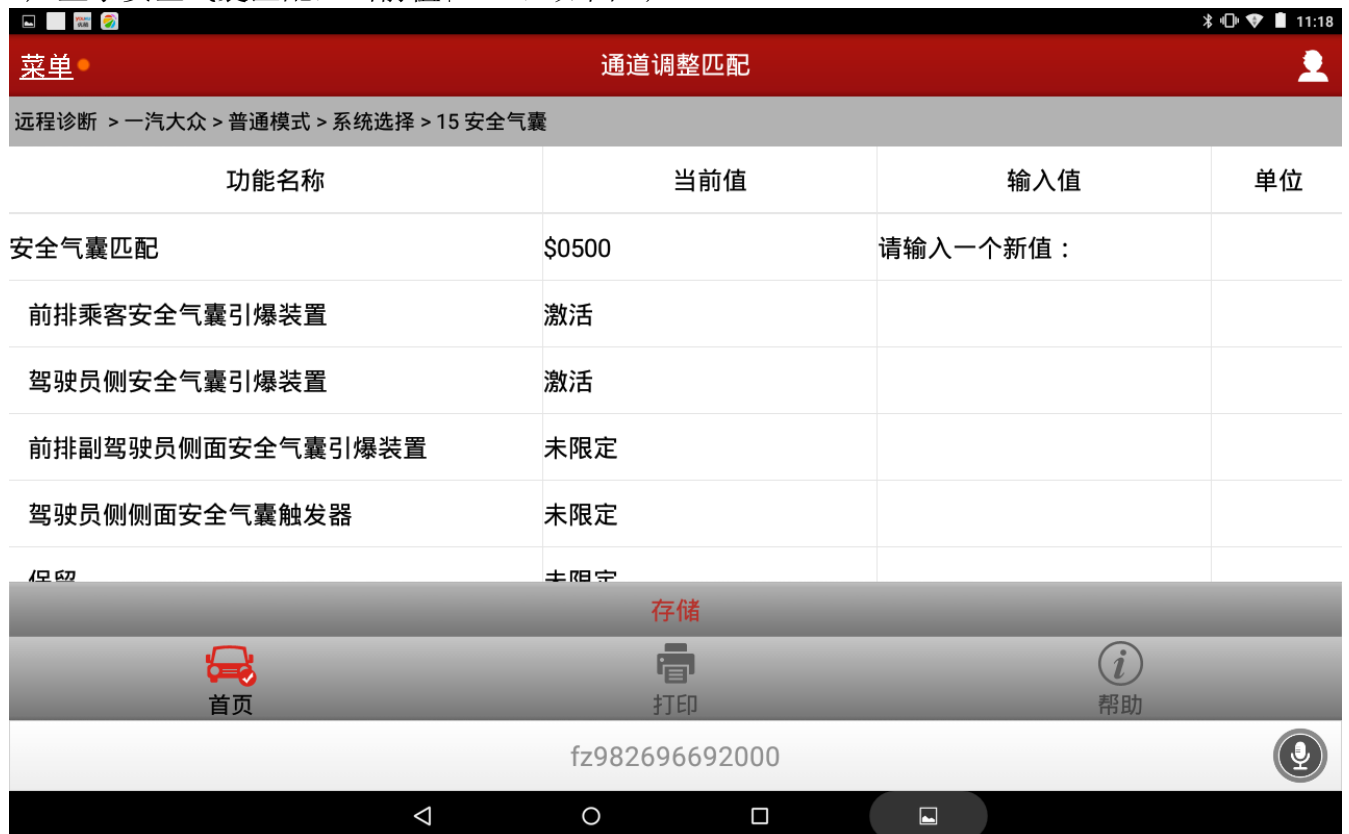 11:18
菜单
通道调整匹配
远程诊断 > 一汽大众 > 普通模式 > 系统选择 > 15 安全气囊
功能名称 当前值 输入值 单位
安全气囊匹配 $0500 请输入一个新值：
前排乘客安全气囊引爆装置 激活
驾驶员侧安全气囊引爆装置 激活
前排副驾驶员侧面安全气囊引爆装置 未限定
驾驶员侧侧面安全气囊触发器 未限定
保留 未限定
存储
首页 打印 帮助
fz982696692000